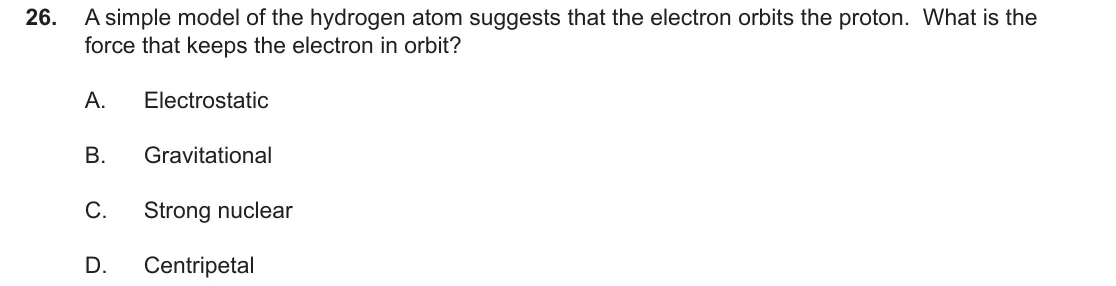 26. A simple model of the hydrogen atom suggests that the electron orbits the proton. What is the
force that keeps the electron in orbit?
A. Electrostatic
B. Gravitational
C. Strong nuclear
D. Centripetal